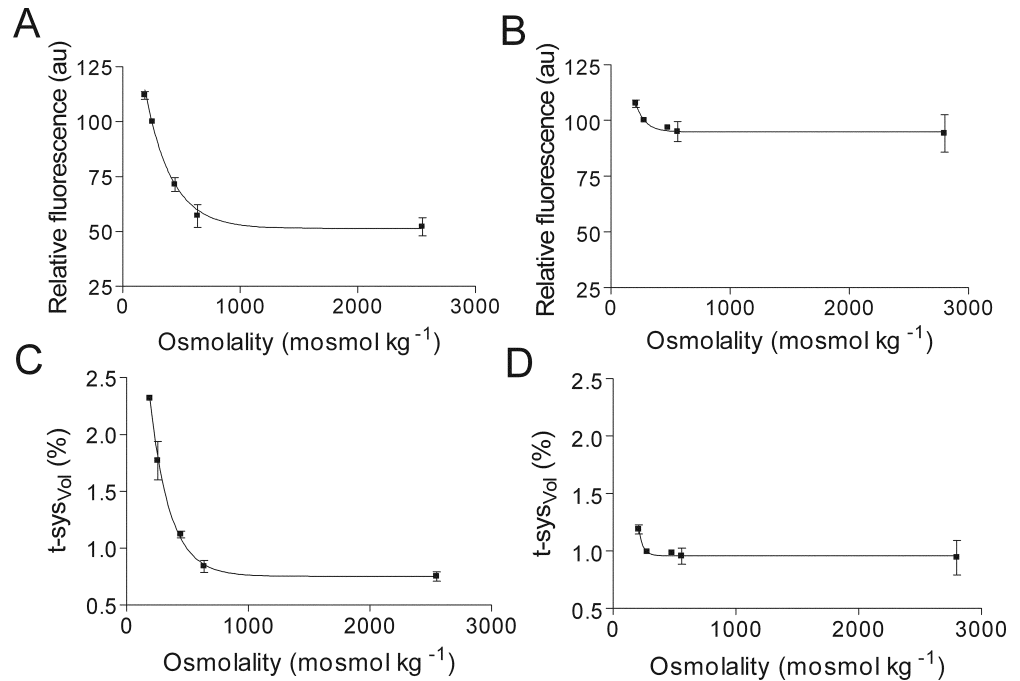 A
Relative fluorescence (au)
125
100
75
50
25
0 1000 2000 3000
Osmolality (mosmol kg -1)
B
Relative fluorescence (au)
125
100
75
50
25
0 1000 2000 3000
Osmolality (mosmol kg -1)
C
t-sysVol (%)
2.5
2.0
1.5
1.0
0.5
0 1000 2000 3000
Osmolality (mosmol kg -1)
D
t-sysVol (%)
2.5
2.0
1.5
1.0
0.5
0 1000 2000 3000
Osmolality (mosmol kg -1)